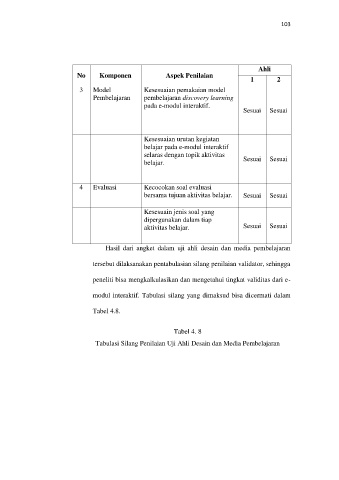 103
No Komponen Aspek Penilaian Ahli
1 2
3 Model Kesesuaian pemakaian model
Pembelajaran pembelajaran discovery learning
pada e-modul interaktif.
Sesuai Sesuai
Kesesuaian urutan kegiatan
belajar pada e-modul interaktif
selaras dengan topik aktivitas Sesuai Sesuai
belajar.
4 Evaluasi Kecocokan soal evaluasi
bersama tujuan aktivitas belajar. Sesuai Sesuai
Kesesuain jenis soal yang
dipergunakan dalam tiap
aktivitas belajar. Sesuai Sesuai
Hasil dari angket dalam uji ahli desain dan media pembelajaran
tersebut dilaksanakan pentabulasian silang penilaian validator, sehingga
peneliti bisa mengkalkulasikan dan mengetahui tingkat validitas dari e-
modul interaktif. Tabulasi silang yang dimaksud bisa dicermati dalam
Tabel 4.8.
Tabel 4. 8
Tabulasi Silang Penilaian Uji Ahli Desain dan Media Pembelajaran